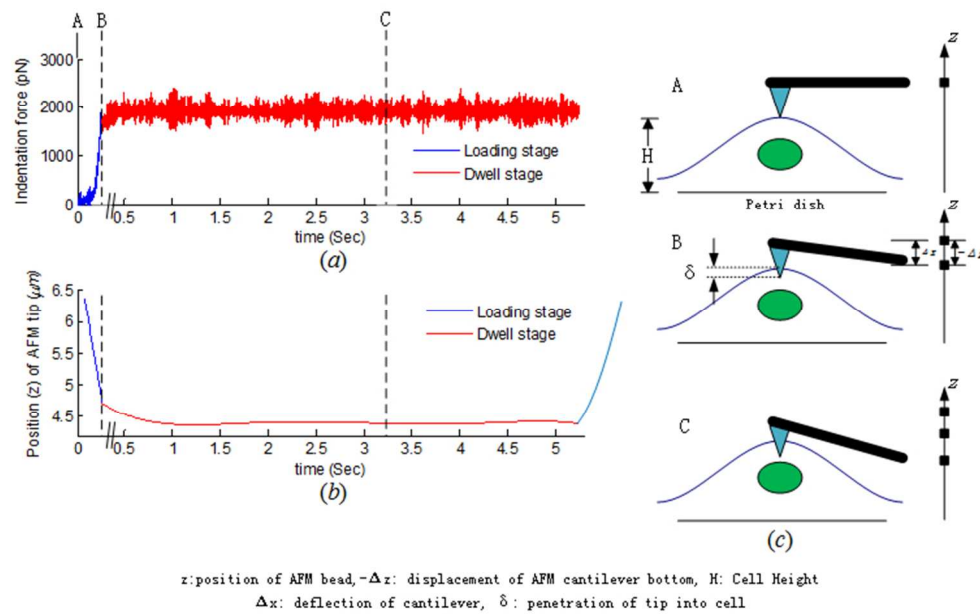 A B C
(a)
Indentation force (pN)
3000
2000
1000
0
Loading stage
Dwell stage
0 0.5 1 1.5 2 2.5 3 3.5 4 4.5 5
time (Sec)
(a)
Position (z) of AFM tip (μm)
6.5
6
5.5
5
4.5
Loading stage
Dwell stage
0 0.5 1 1.5 2 2.5 3 3.5 4 4.5 5
time (Sec)
(b)
z
A
H
Petri dish
z
B
δ
Δx
z
C
(c)
z:position of AFM bead,-Δz: displacement of AFM cantilever bottom, H: Cell Height
Δx: deflection of cantilever, δ: penetration of tip into cell